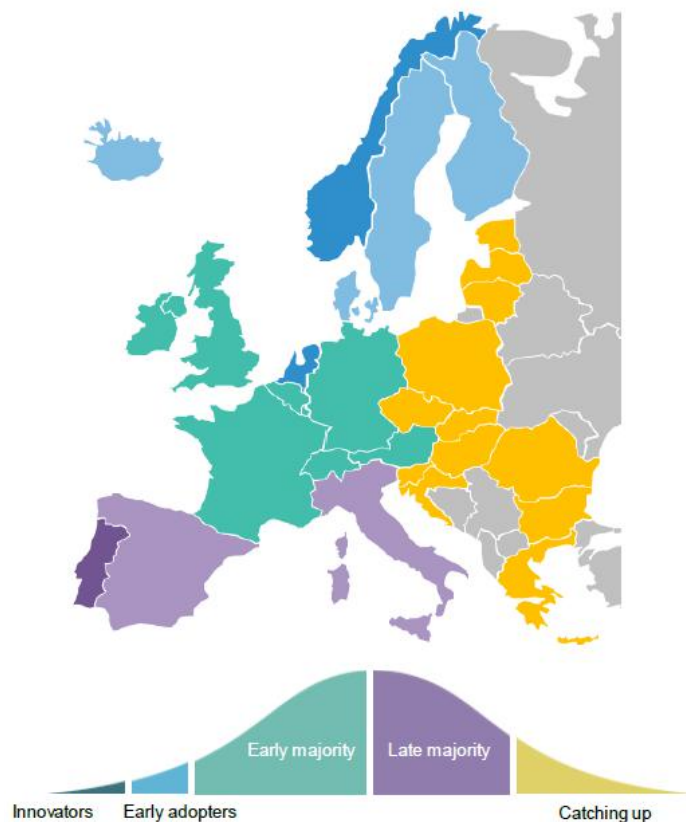 Early majority
Late majority
Innovators
Early adopters
Catching up